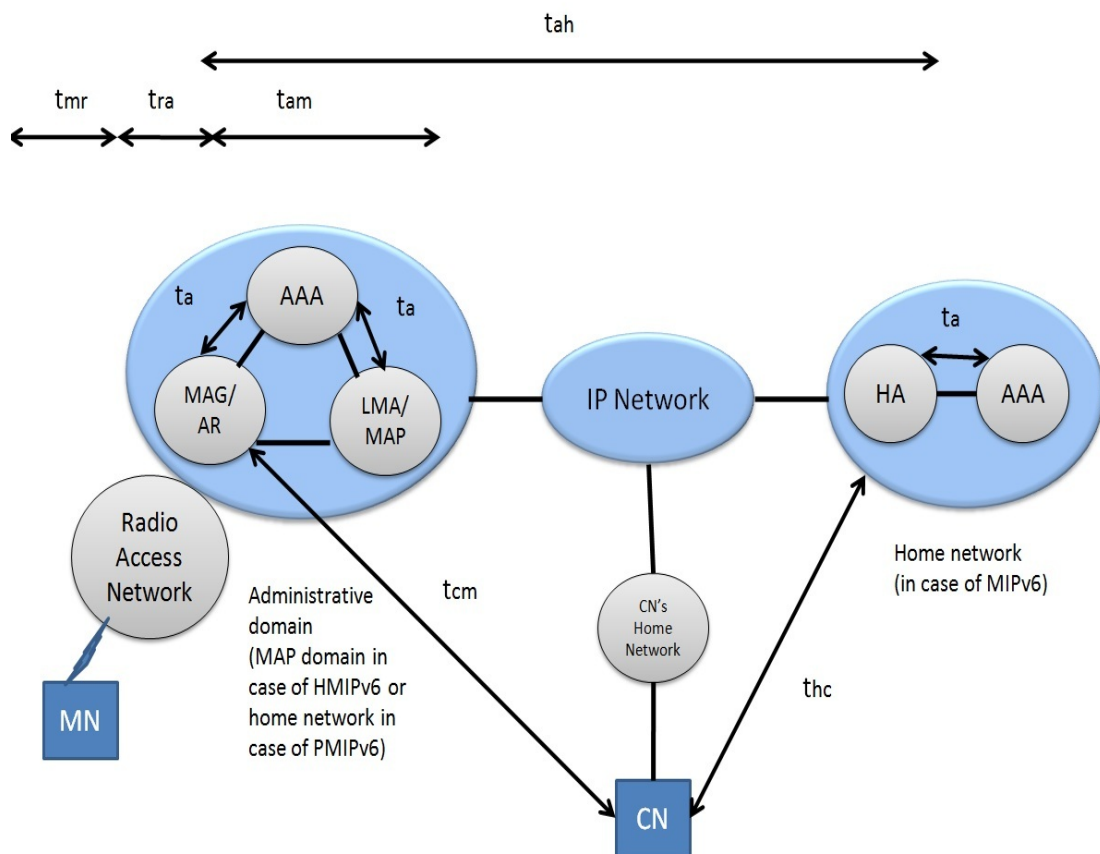 tah
tmr
tra
tam
AAA
ta
ta
MAG/
AR
LMA/
MAP
IP Network
ta
HA
AAA
Radio
Access
Network
Administrative
domain
(MAP domain in
case of HMIPv6 or
home network in
case of PMIPv6)
tcm
CN's
Home
Network
Home network
(in case of MIPv6)
thc
MN
CN